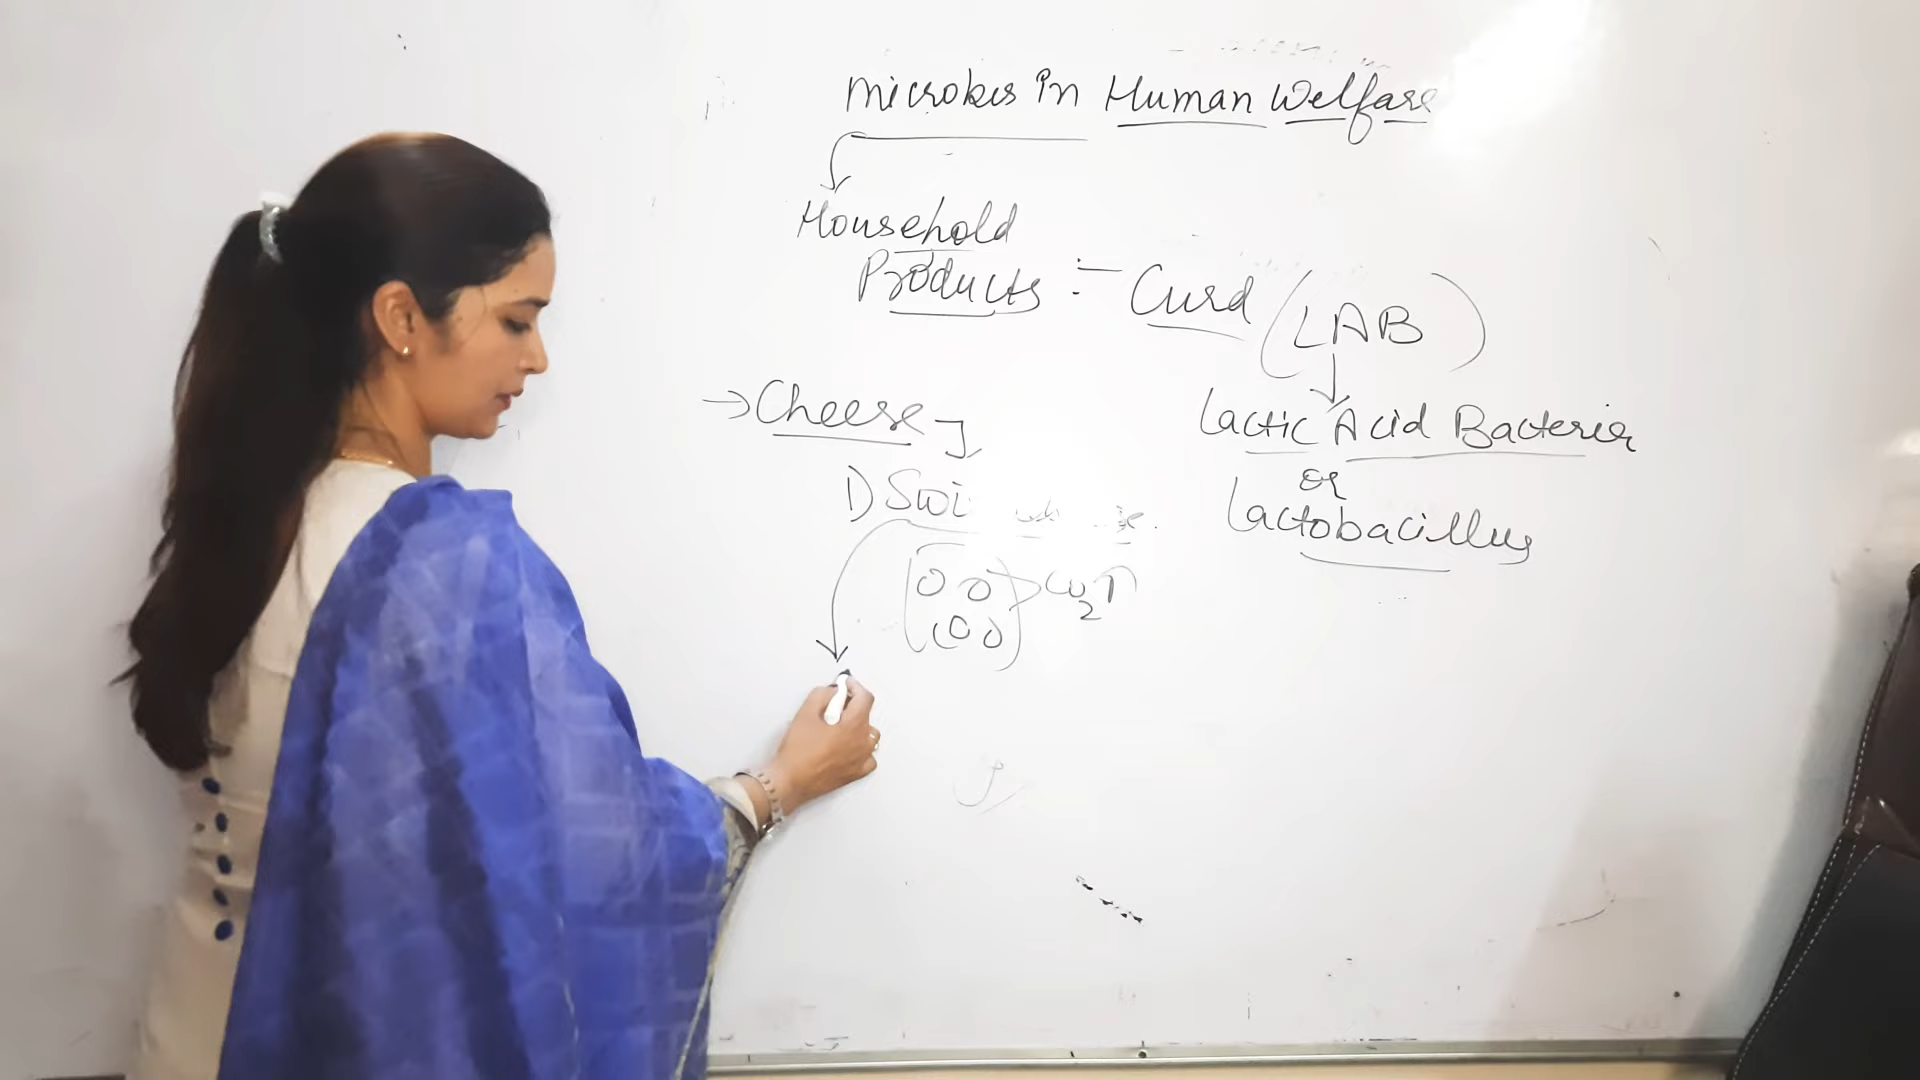 Microbes in Human Welfare
Household
Products :- Curd (LAB)
→ Cheese
Lactic Acid Bacteria
or
Lactobacillus
1) Swi
CO2↑